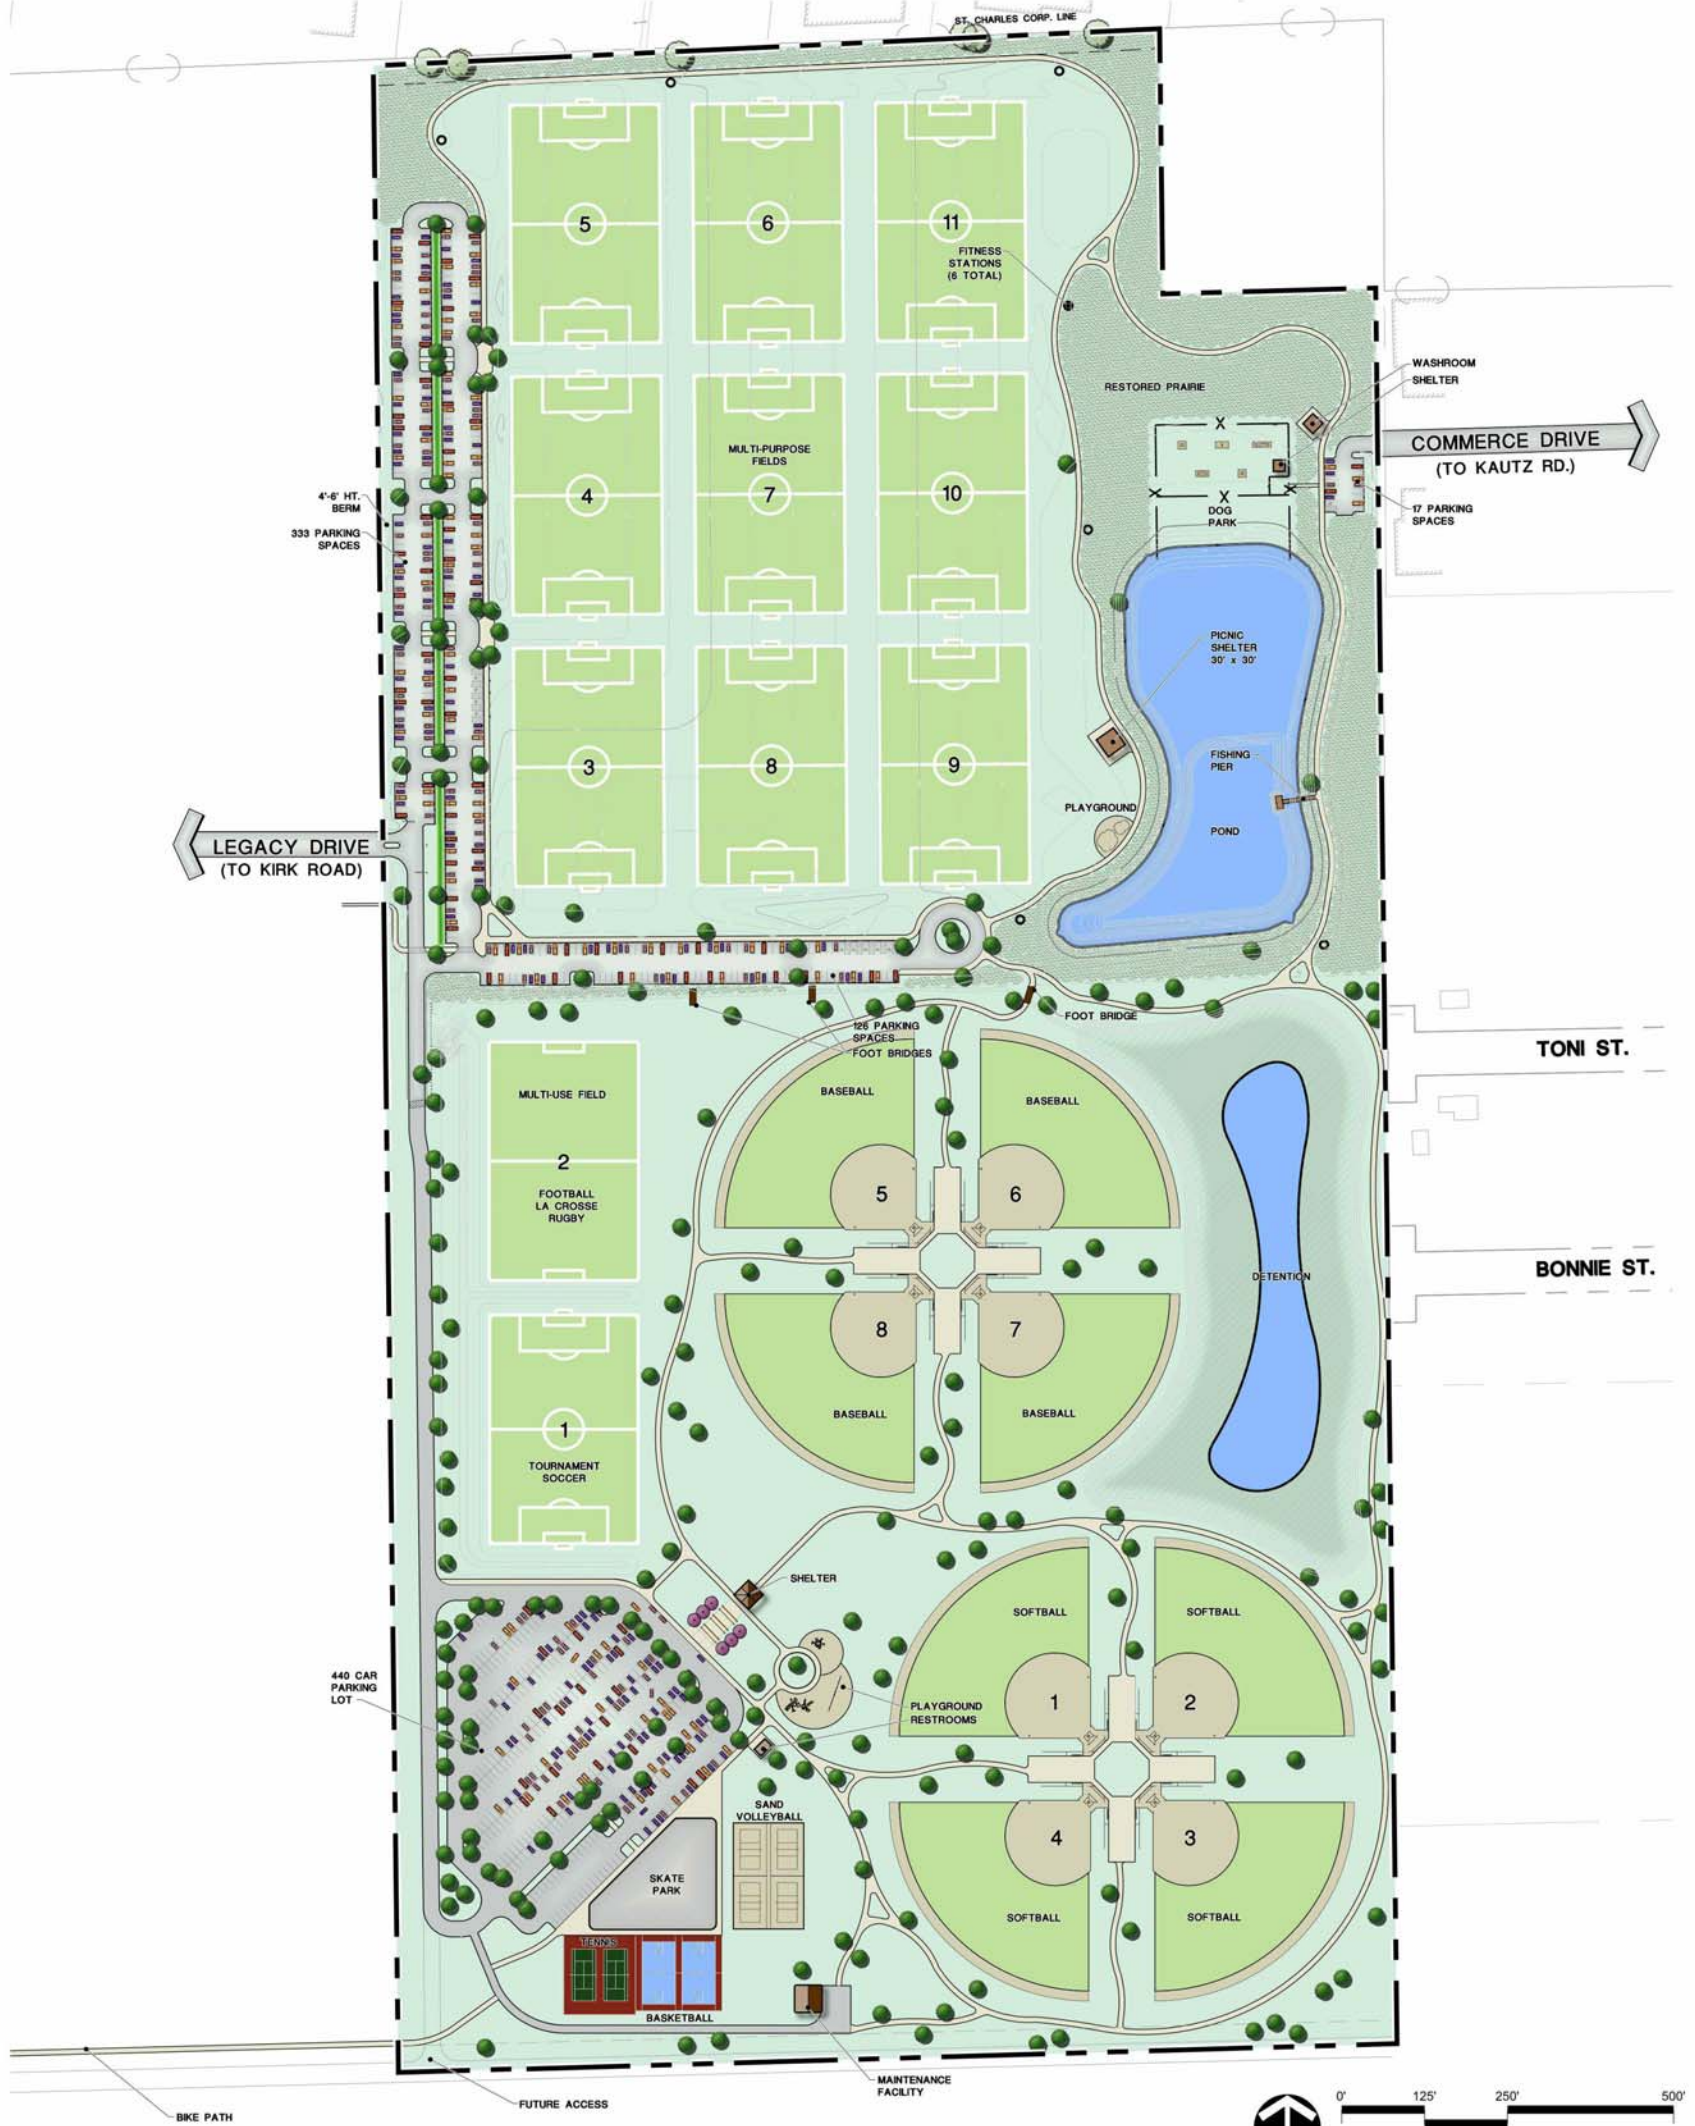 ST. CHARLES CORP. LINE
5
6
11
FITNESS
STATIONS
(6 TOTAL)
WASHROOM
SHELTER
RESTORED PRAIRIE
COMMERCE DRIVE
(TO KAUTZ RD.)
MULTI-PURPOSE
FIELDS
4
7
10
4'-6' HT.
BERM
333 PARKING
SPACES
X
X
X
X
DOG
PARK
17 PARKING
SPACES
PICNIC
SHELTER
30' x 30'
3
8
9
FISHING
PIER
PLAYGROUND
POND
LEGACY DRIVE
(TO KIRK ROAD)
FOOT BRIDGE
126 PARKING
SPACES
FOOT BRIDGES
TONI ST.
MULTI-USE FIELD
2
FOOTBALL
LA CROSSE
RUGBY
BASEBALL
BASEBALL
5
6
BONNIE ST.
DETENTION
8
7
BASEBALL
BASEBALL
1
TOURNAMENT
SOCCER
SHELTER
SOFTBALL
SOFTBALL
440 CAR
PARKING
LOT
1
2
PLAYGROUND
RESTROOMS
SAND
VOLLEYBALL
4
3
SKATE
PARK
SOFTBALL
SOFTBALL
TENNIS
BASKETBALL
MAINTENANCE
FACILITY
FUTURE ACCESS
BIKE PATH
0' 125' 250' 500'